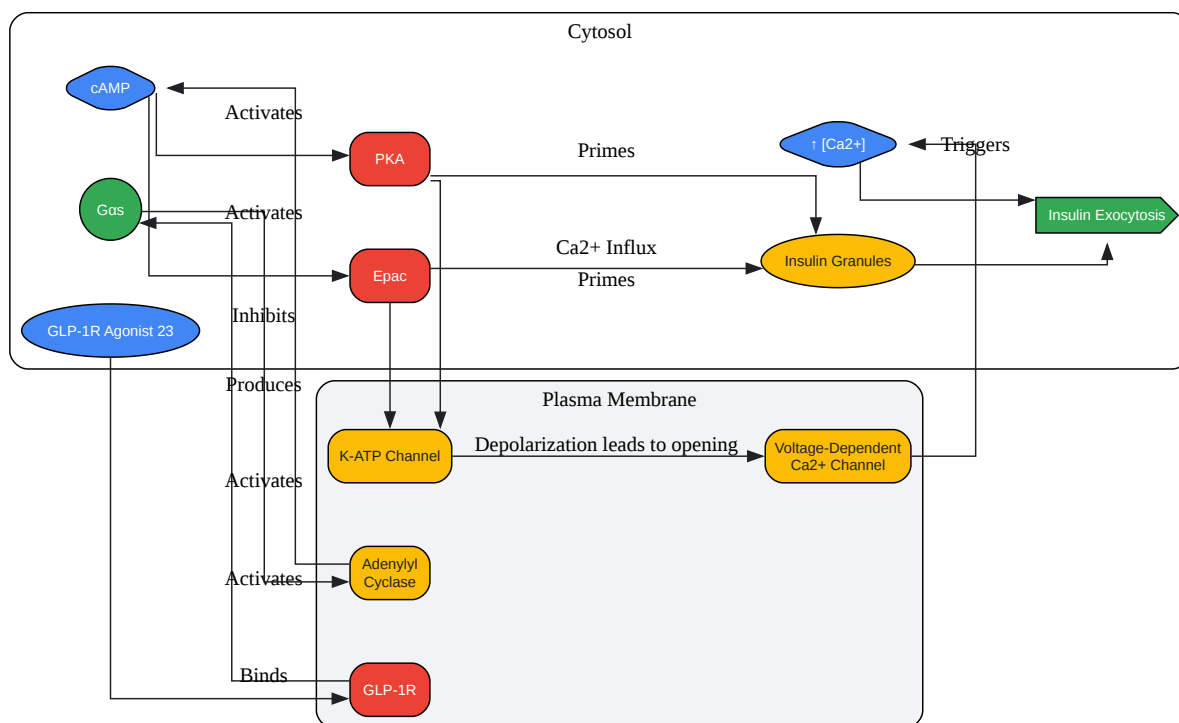 Cytosol
cAMP
Activates
PKA
Primes
↑ [Ca2+]
Triggers
Gαs
Activates
Insulin Exocytosis
Ca2+ Influx
Epac
Insulin Granules
Primes
Inhibits
GLP-1R Agonist 23
Produces
Plasma Membrane
K-ATP Channel
Depolarization leads to opening
Voltage-Dependent
Ca2+ Channel
Activates
Adenylyl
Cyclase
Activates
Binds
GLP-1R